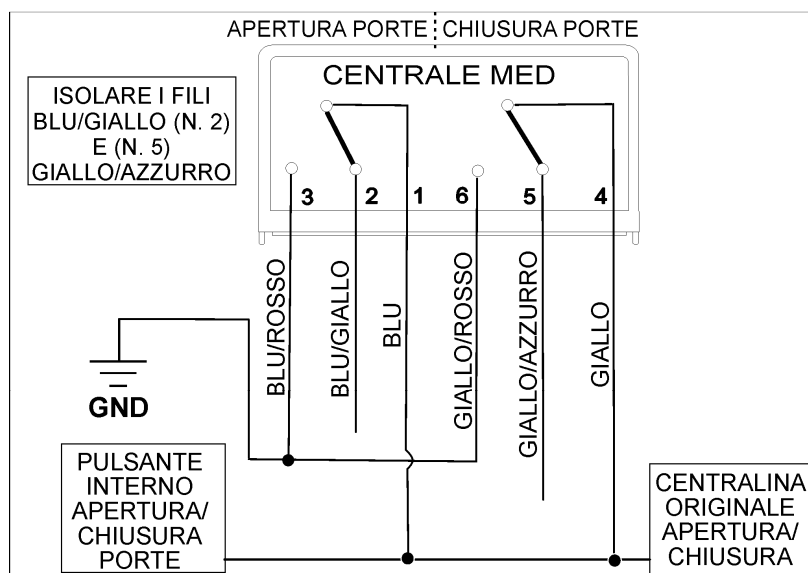 APERTURA PORTE
CHIUSURA PORTE
CENTRALE MED
ISOLARE I FILI
BLU/GIALLO (N. 2)
E (N. 5)
GIALLO/AZZURRO
3
2
1
6
5
4
BLU/ROSSO
BLU/GIALLO
BLU
GIALLO/ROSSO
GIALLO/AZZURRO
GIALLO
GND
PULSANTE
INTERNO
APERTURA/
CHIUSURA
PORTE
CENTRALINA
ORIGINALE
APERTURA/
CHIUSURA